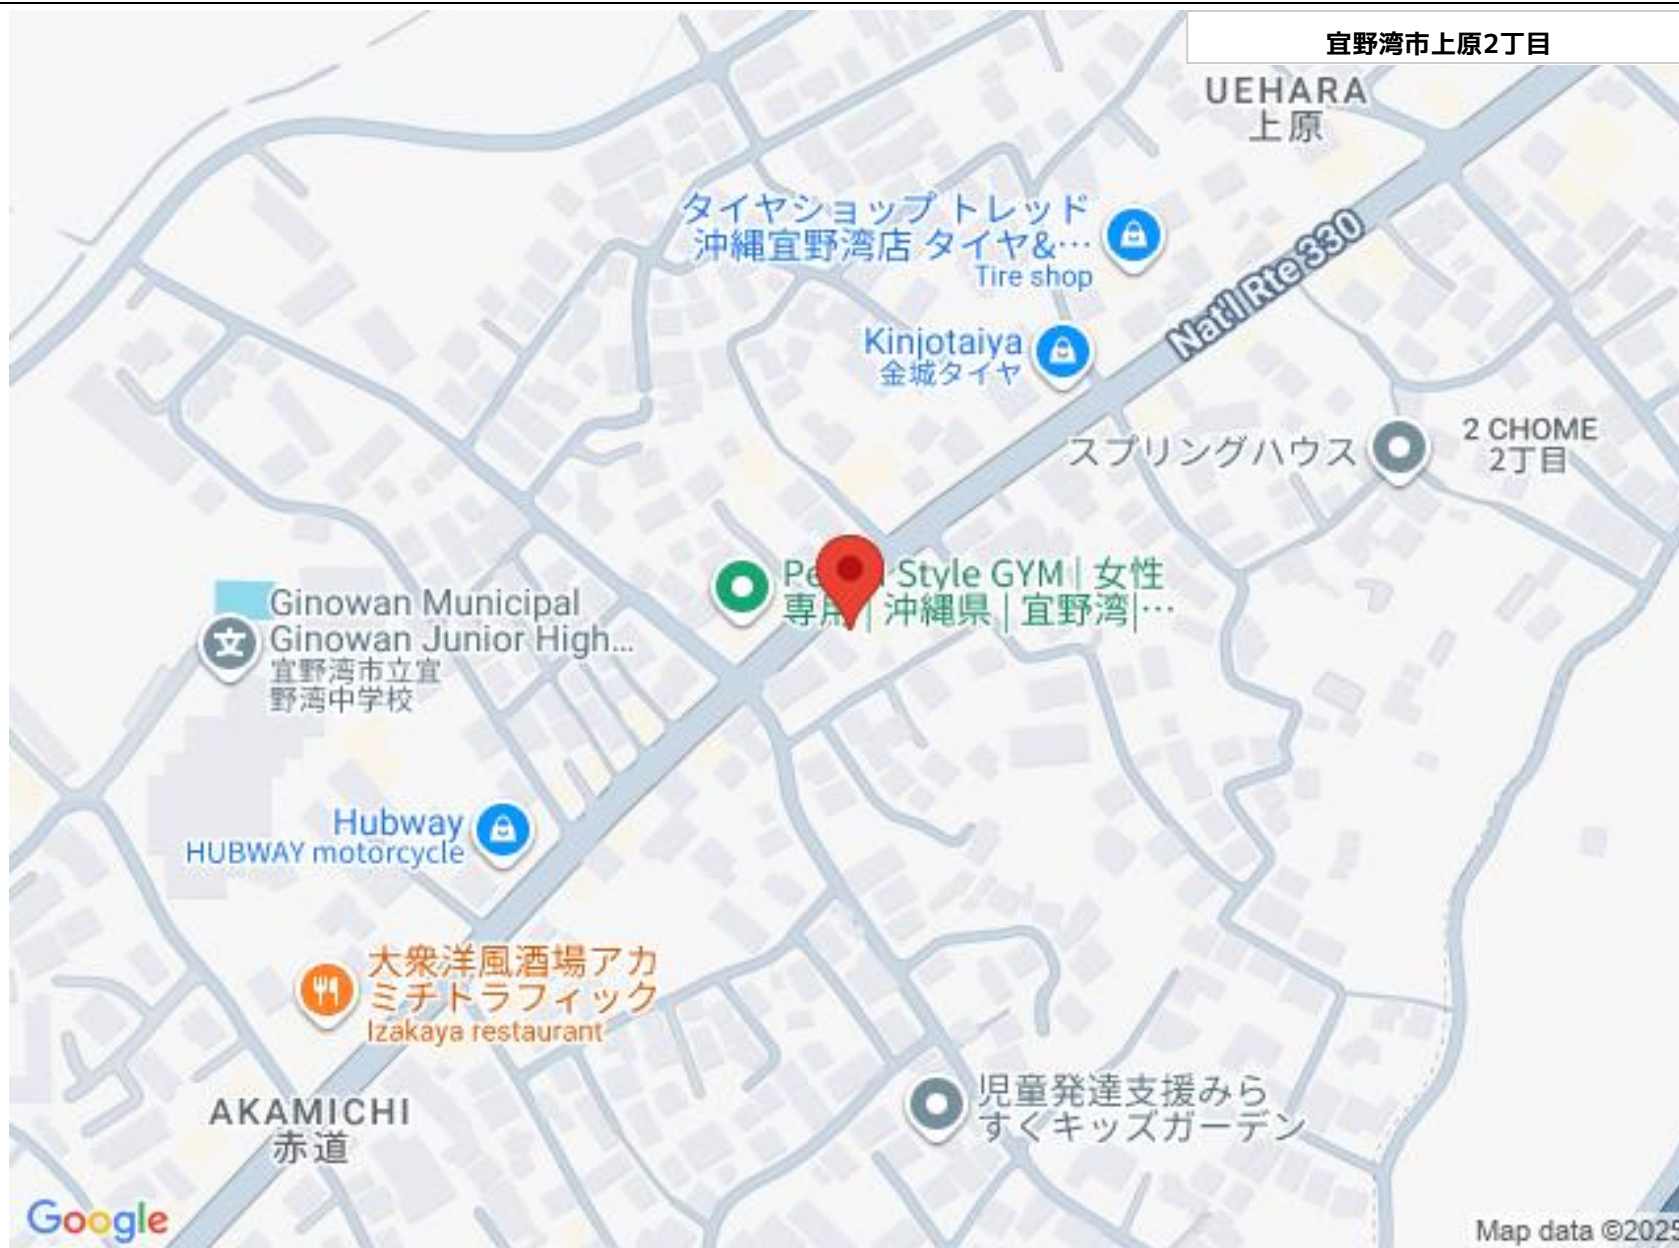 宜野湾市上原2丁目
UEHARA
上原
タイヤショップ トレッド
沖縄宜野湾店 タイヤ&…
Tire shop
Nat'l Rte 330
Kinjotaiya
金城タイヤ
スプリングハウス
2 CHOME
2丁目
Style GYM | 女性
専用 | 沖縄県 | 宜野湾|…
Ginowan Municipal
Ginowan Junior High...
宜野湾市立宜
野湾中学校
Hubway
HUBWAY motorcycle
大衆洋風酒場アカ
ミチトラフィック
Izakaya restaurant
児童発達支援みら
すくキッズガーデン
AKAMICHI
赤道
Google
Map data ©2025